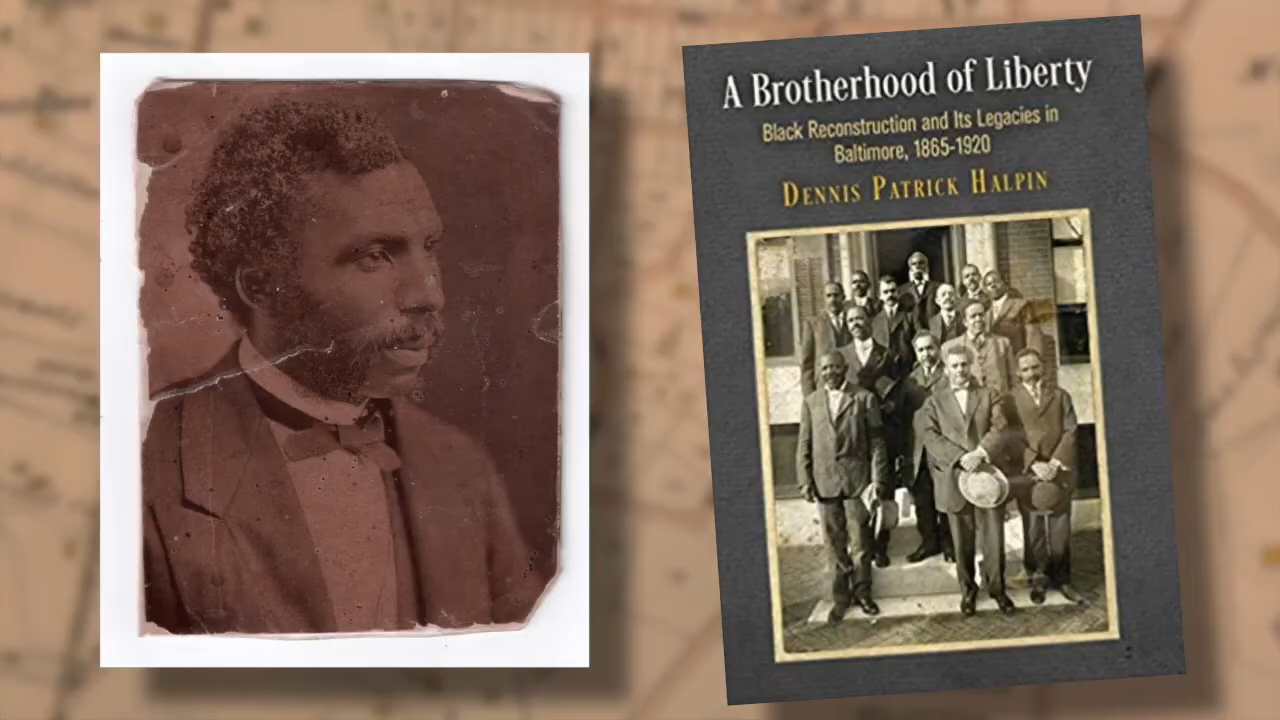 A Brotherhood of Liberty
Black Reconstruction and Its Legacies in
Baltimore, 1865-1920
DENNIS PATRICK HALPIN